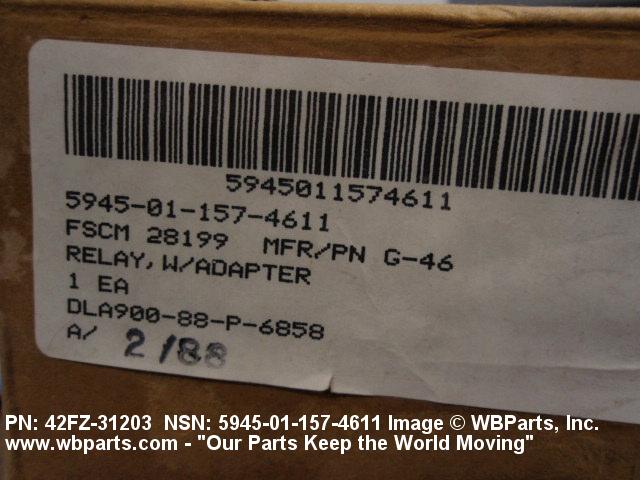 5945011574611
5945-01-157-4611
FSCM 28199 MFR/PN G-46
RELAY,W/ADAPTER
1 EA
DLA900-88-P-6858
A/ 2/88
PN: 42FZ-31203 NSN: 5945-01-157-4611 Image © WBParts, Inc.
www.wbparts.com - "Our Parts Keep the World Moving"